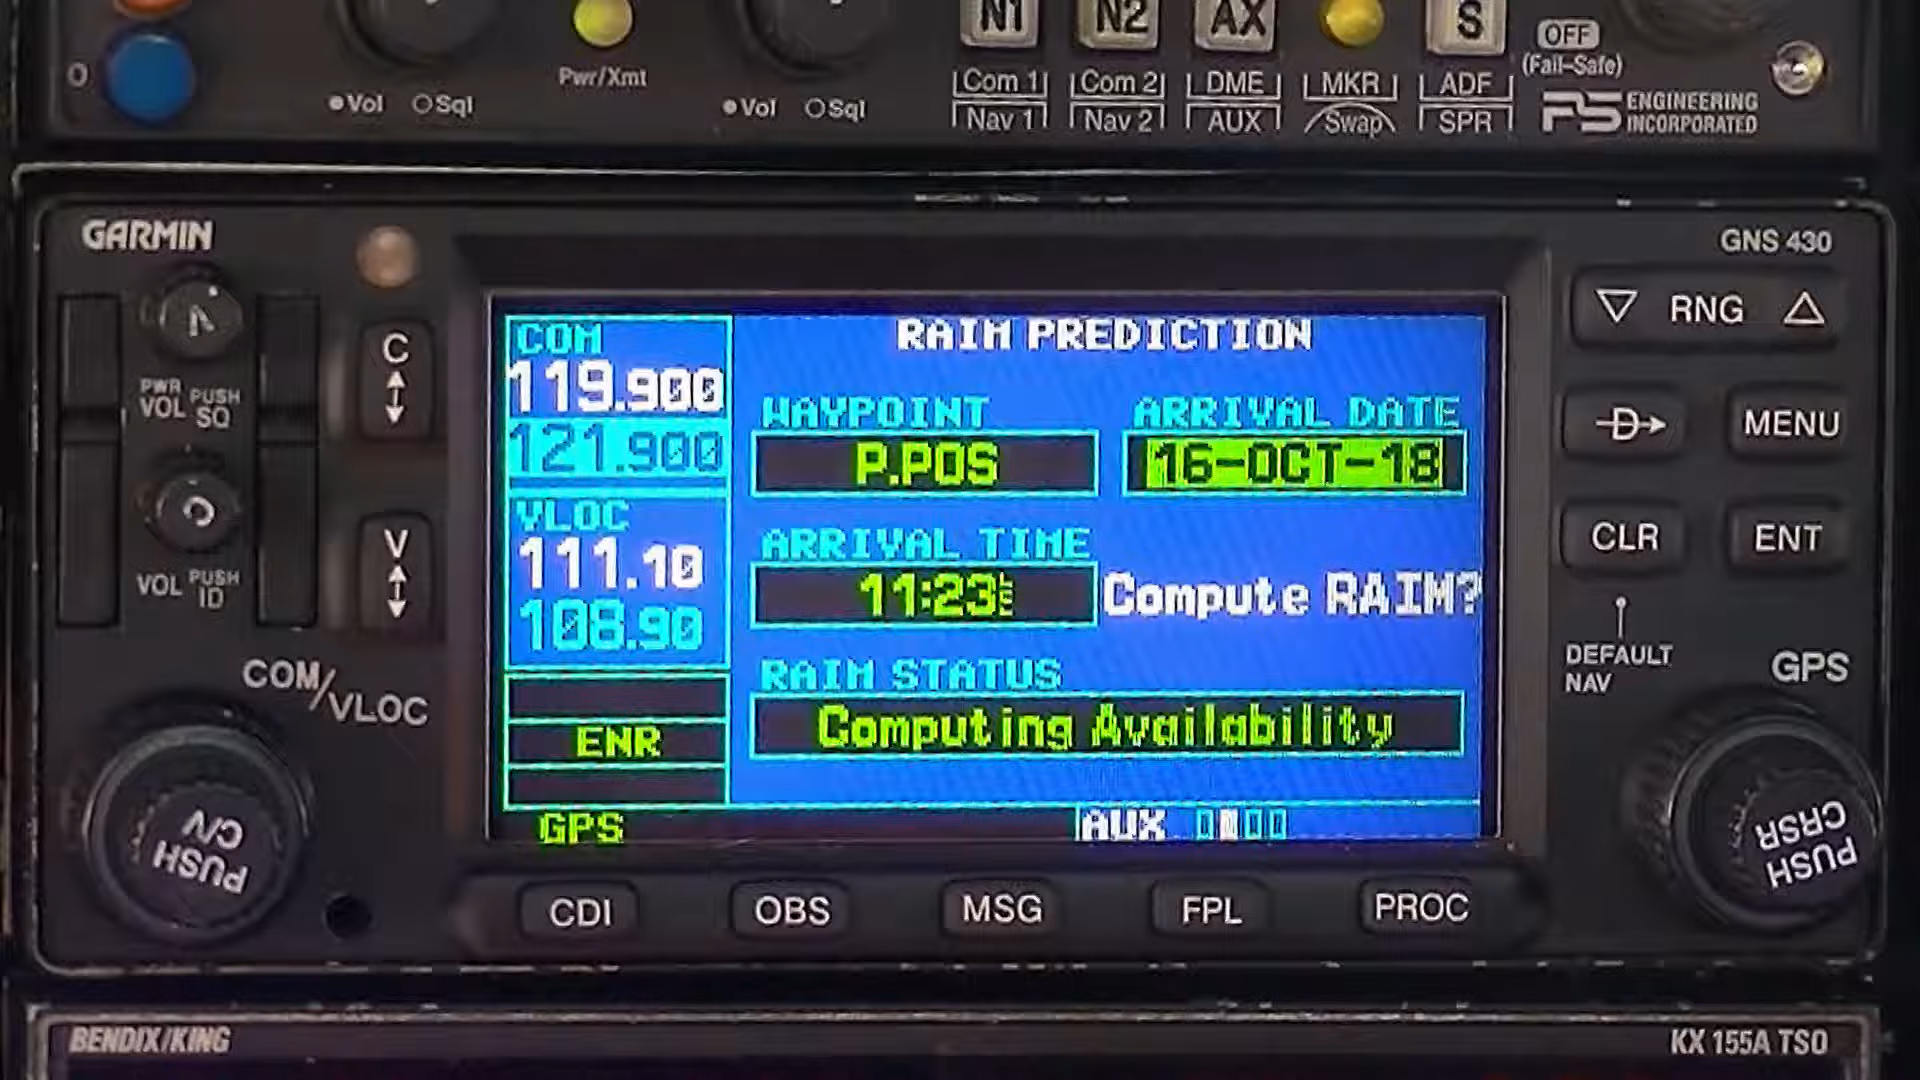 N1 N2 AX S
OFF
(Fail-Safe)
O
Vol Sql
Pwr/Xmt
Vol Sql
Com 1 Com 2 DME MKR ADF
Nav 1 Nav 2 AUX Swap SPR
PS ENGINEERING
INCORPORATED
GARMIN
GNS 430
C
PWR
VOL
PUSH
SQ
V
VOL
PUSH
ID
COM/VLOC
PUSH
C/V
COM
119.900
121.900
VLOC
111.10
108.90
ENR
GPS
RAIM PREDICTION
WAYPOINT
P.POS
ARRIVAL DATE
16-OCT-18
ARRIVAL TIME
11:23
Compute RAIM?
RAIM STATUS
Computing Availability
AUX
RNG
D MENU
CLR ENT
DEFAULT
NAV
GPS
PUSH
CRSR
CDI OBS MSG FPL PROC
BENDIX/KING
KX 155A TSO